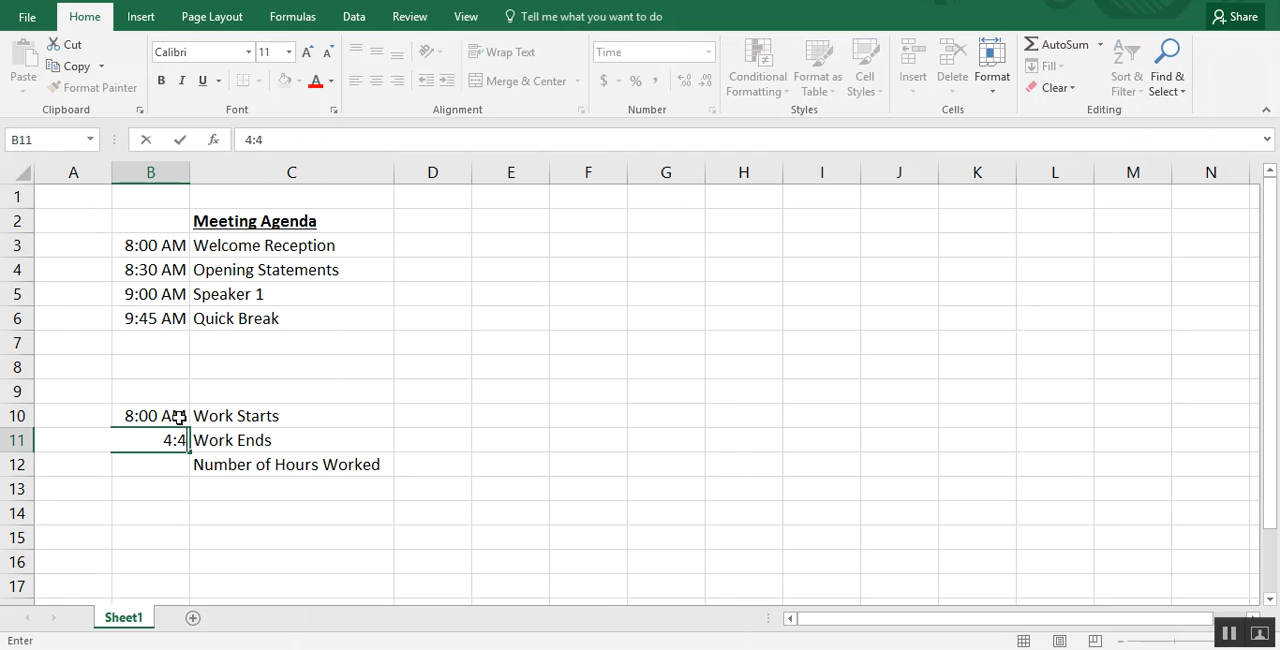 File Home Insert Page Layout Formulas Data Review View Tell me what you want to do Share
Paste Cut Copy Format Painter Clipboard
Calibri 11 A A B I U A Font
Wrap Text Merge & Center Alignment
Time $ % , .0 .00 Number
Conditional Formatting Format as Table Cell Styles Styles
Insert Delete Format Cells
AutoSum Fill Clear Sort & Filter Find & Select Editing
B11 fx 4:4
A B C D E F G H I J K L M N
1
2 Meeting Agenda
3 8:00 AM Welcome Reception
4 8:30 AM Opening Statements
5 9:00 AM Speaker 1
6 9:45 AM Quick Break
7
8
9
10 8:00 AM Work Starts
11 4:4 Work Ends
12 Number of Hours Worked
13
14
15
16
17
Sheet1
Enter